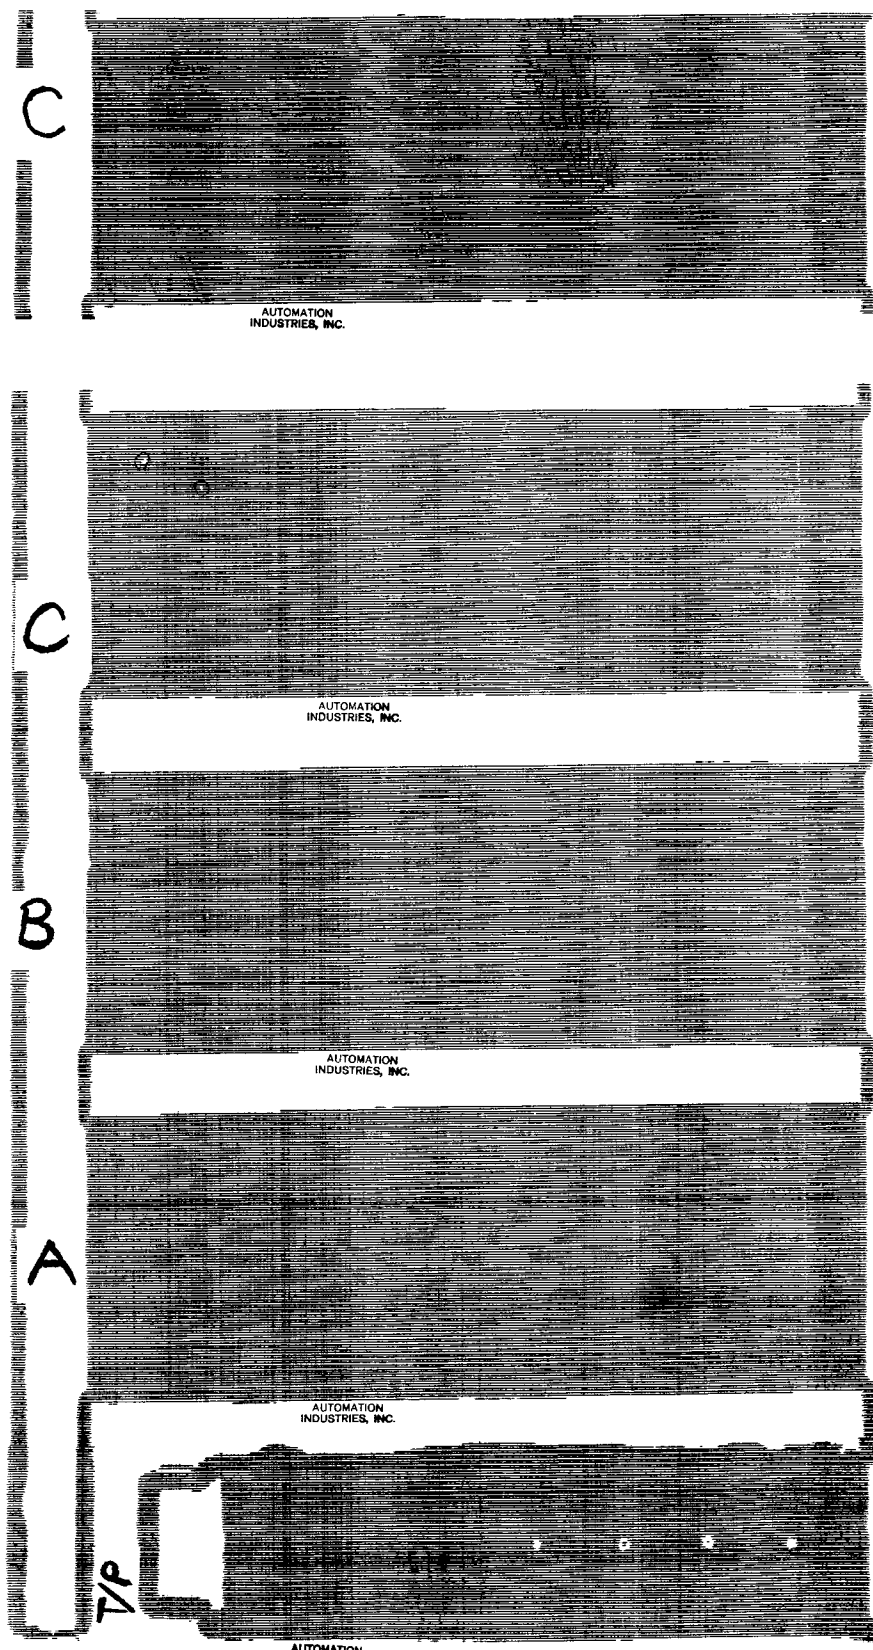 C
AUTOMATION
INDUSTRIES, INC.
C
AUTOMATION
INDUSTRIES, INC.
B
AUTOMATION
INDUSTRIES, INC.
A
AUTOMATION
INDUSTRIES, INC.
T/P
AUTOMATION